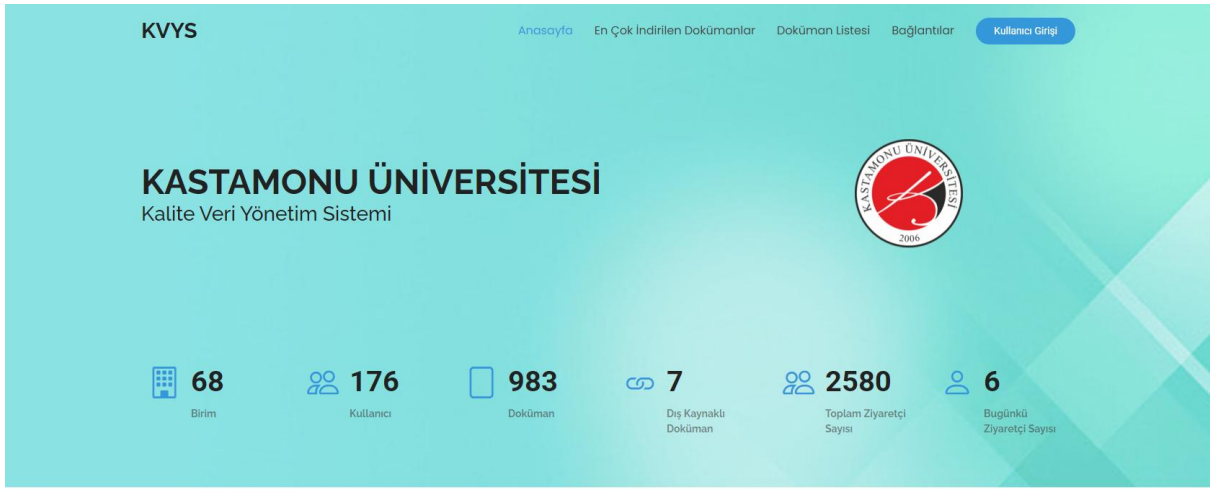 KVYS
Anasayfa
En Çok İndirilen Dokümanlar
Doküman Listesi
Bağlantılar
Kullanıcı Girişi
KASTAMONU ÜNİVERSİTESİ
Kalite Veri Yönetim Sistemi
KASTAMONU ÜNİVERSİTESİ
2006
68
Birim
176
Kullanıcı
983
Doküman
7
Dış Kaynaklı
Doküman
2580
Toplam Ziyaretçi
Sayısı
6
Bugünkü
Ziyaretçi Sayısı